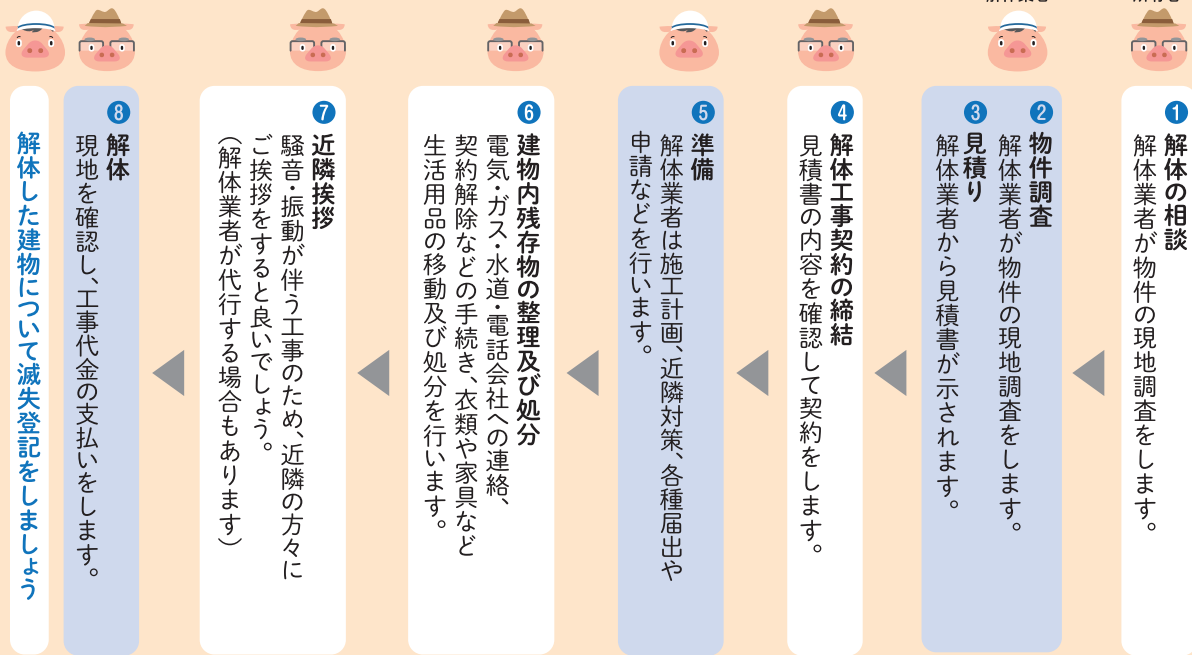 ❶解体の相談
解体業者が物件の現地調査をします。
❷物件調査
解体業者が物件の現地調査をします。
❸見積り
解体業者から見積書が示されます。
❹解体工事契約の締結
見積書の内容を確認して契約をします。
❺準備
解体業者は施工計画、近隣対策、各種届出や
申請などを行います。
❻建物内残存物の整理及び処分
電気・ガス・水道・電話会社への連絡、
契約解除などの手続き、衣類や家具など
生活用品の移動及び処分を行います。
❼近隣挨拶
騒音・振動が伴う工事のため、近隣の方々に
ご挨拶をすると良いでしょう。
（解体業者が代行する場合もあります）
❽解体
現地を確認し、工事代金の支払いをします。
解体した建物について滅失登記をしましょう